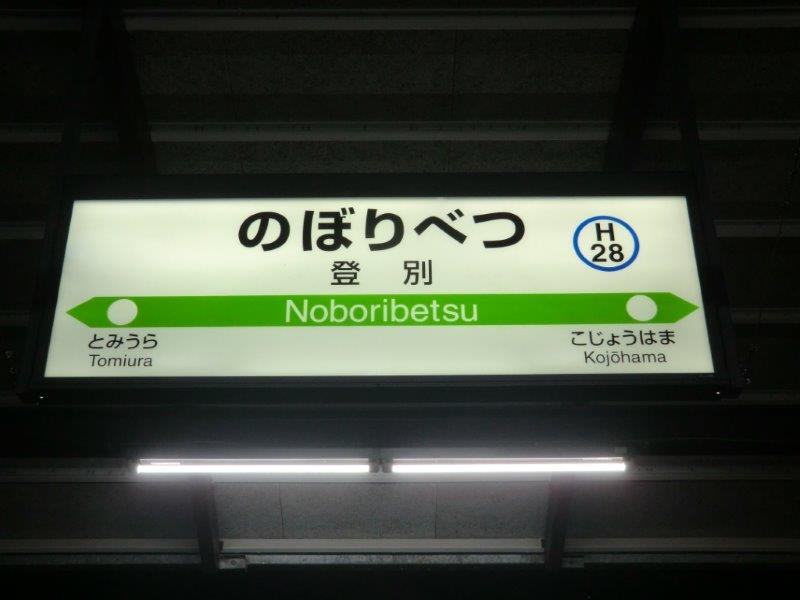 のぼりべつ
H
28
登別
Noboribetsu
とみうら
Tomiura
こじょうはま
Kojōhama